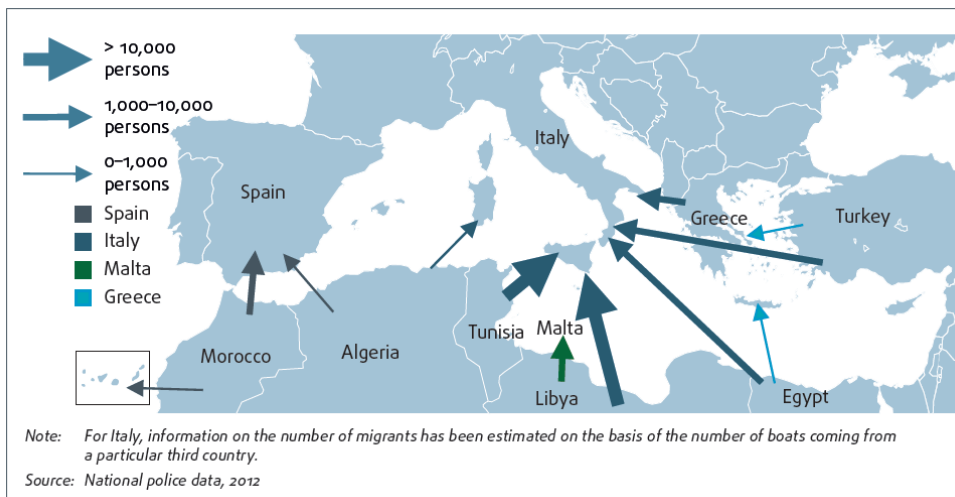 > 10,000
persons
1,000–10,000
persons
0–1,000
persons
Spain
Italy
Malta
Greece
Italy
Spain
Greece
Turkey
Tunisia
Malta
Morocco
Algeria
Libya
Egypt
Note: For Italy, information on the number of migrants has been estimated on the basis of the number of boats coming from
a particular third country.
Source: National police data, 2012